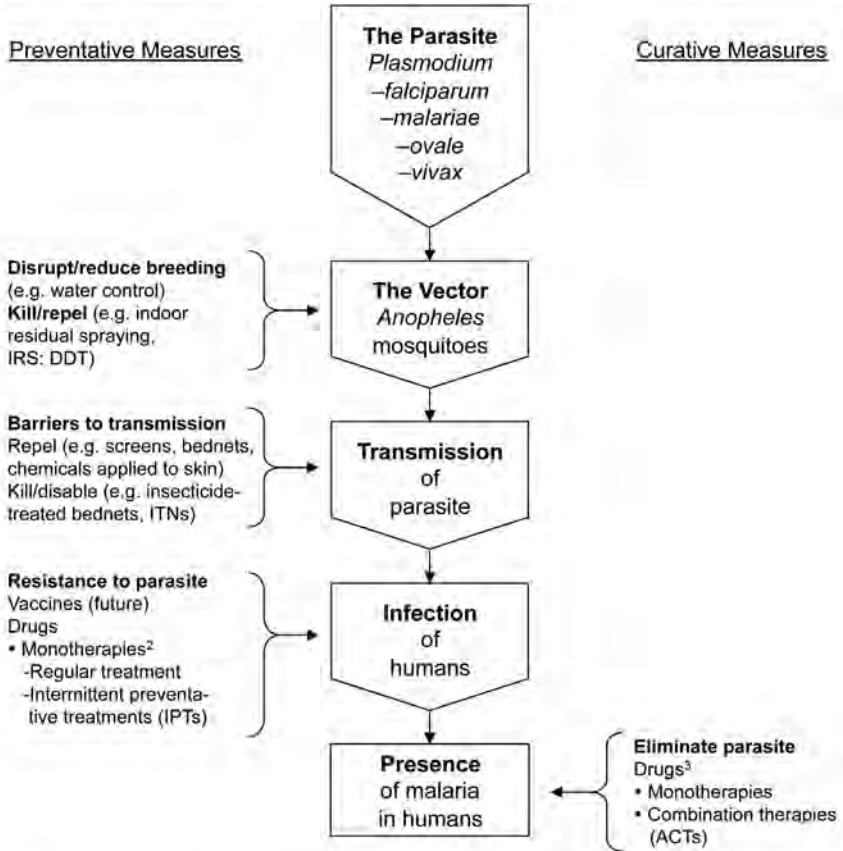 Preventative Measures
Curative Measures
The Parasite
Plasmodium
–falciparum
–malariae
–ovale
–vivax
Disrupt/reduce breeding
(e.g. water control)
Kill/repel (e.g. indoor
residual spraying,
IRS: DDT)
The Vector
Anopheles
mosquitoes
Barriers to transmission
Repel (e.g. screens, bednets,
chemicals applied to skin)
Kill/disable (e.g. insecticide-
treated bednets, ITNs)
Transmission
of
parasite
Resistance to parasite
Vaccines (future)
Drugs
• Monotherapies²
-Regular treatment
-Intermittent preventa-
tive treatments (IPTs)
Infection
of
humans
Presence
of malaria
in humans
Eliminate parasite
Drugs³
• Monotherapies
• Combination therapies
(ACTs)